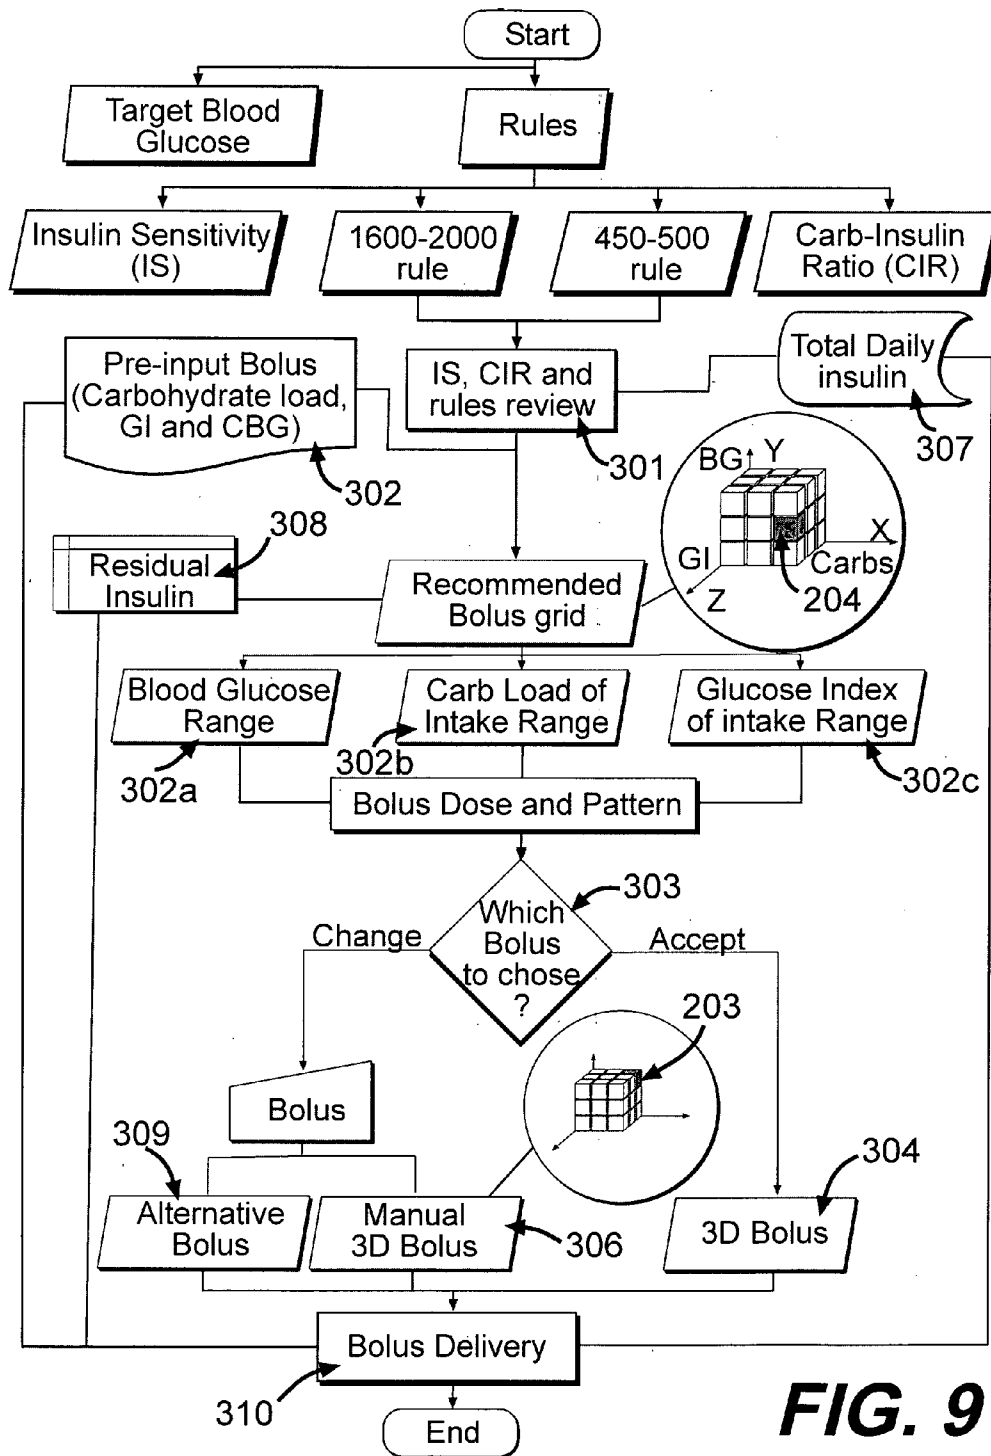 Start
Target Blood
Glucose
Rules
Insulin Sensitivity
(IS)
1600-2000
rule
450-500
rule
Carb-Insulin
Ratio (CIR)
Pre-input Bolus
(Carbohydrate load,
GI and CBG)
302
IS, CIR and
rules review
301
Total Daily
insulin
307
BG
Y
X
Carbs
GI
Z
204
308
Residual
Insulin
Recommended
Bolus grid
Blood Glucose
Range
302a
Carb Load of
Intake Range
302b
Glucose Index
of intake Range
302c
Bolus Dose and Pattern
303
Which
Bolus
to chose
?
Change
Accept
203
Bolus
309
Alternative
Bolus
Manual
3D Bolus
306
304
3D Bolus
Bolus Delivery
310
End
FIG. 9